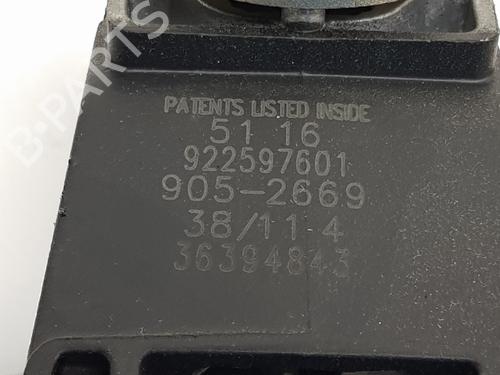 PATENTS LISTED INSIDE
51 16
922597601
905-2669
38/11 4
36394843
B-PARTS